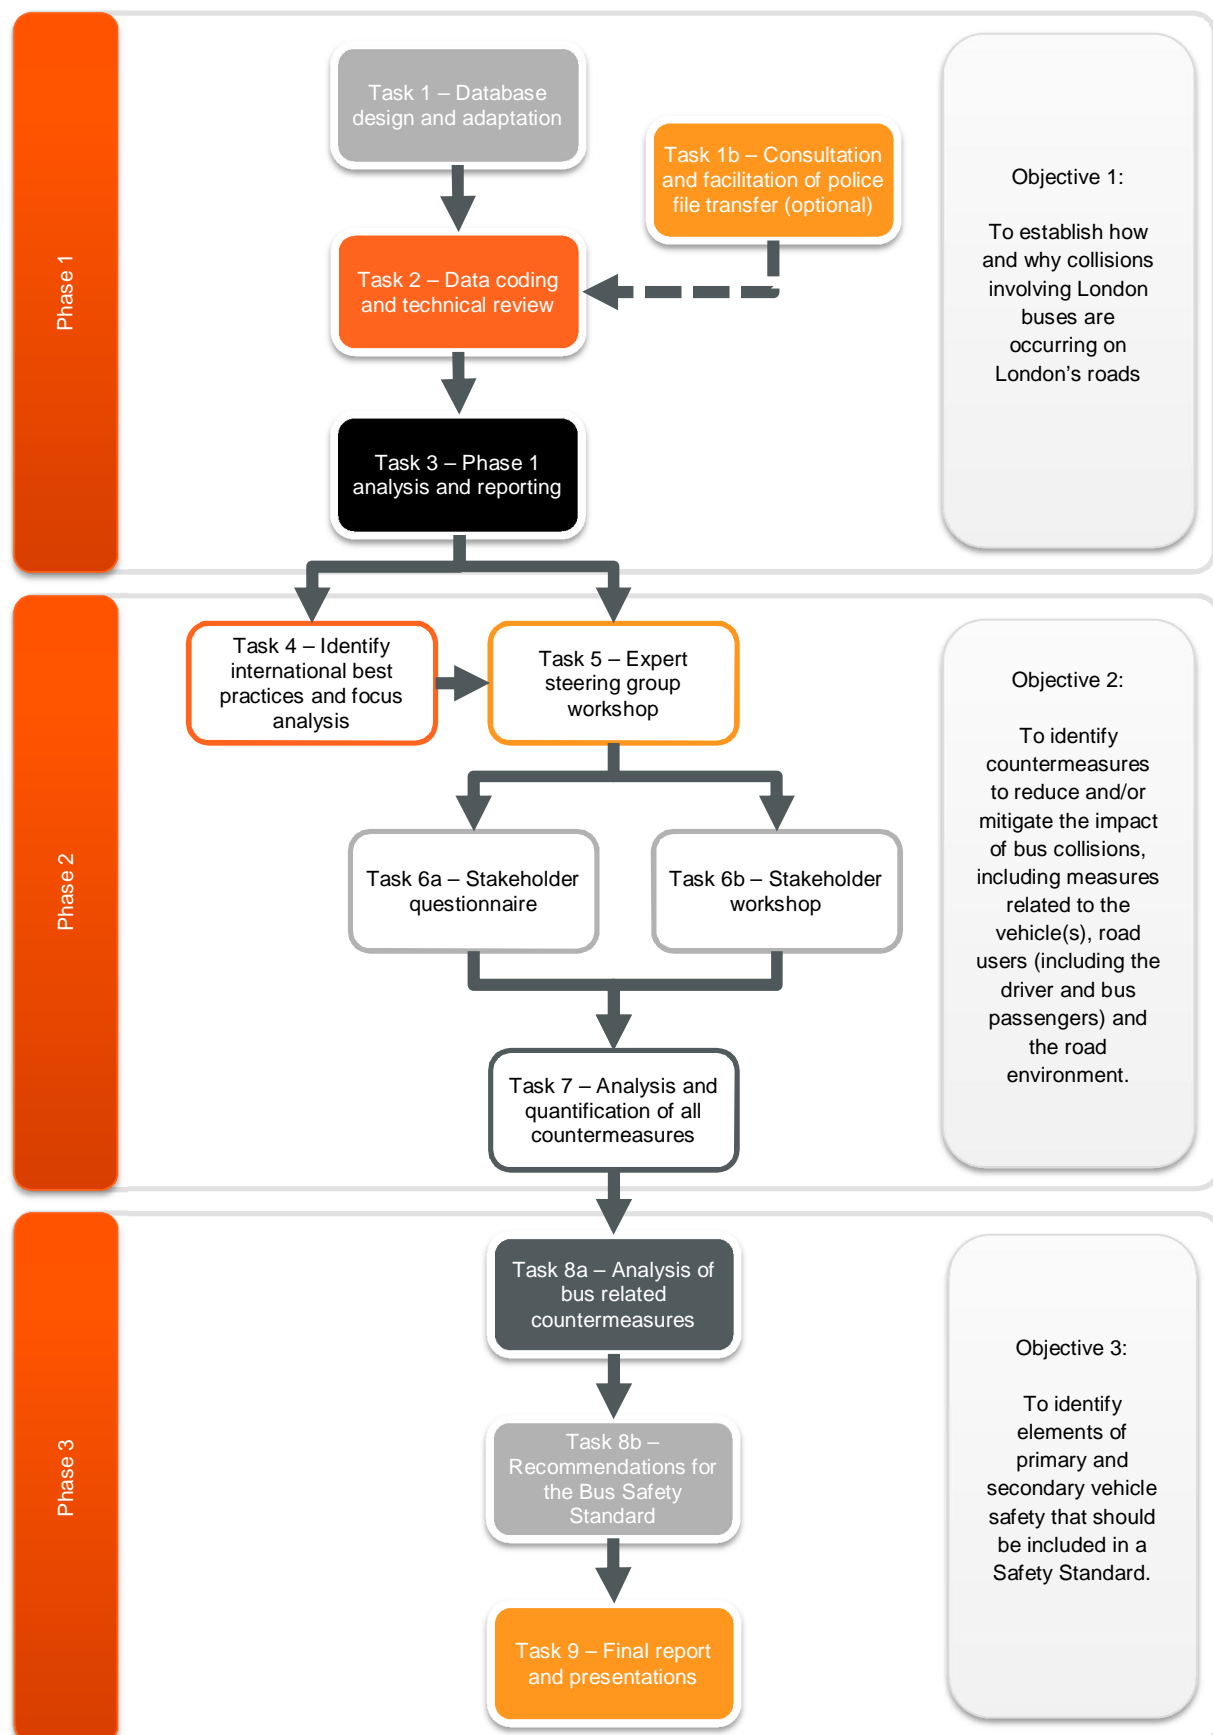 Phase 1
Task 1 – Database
design and adaptation
Task 1b – Consultation
and facilitation of police
file transfer (optional)
Task 2 – Data coding
and technical review
Task 3 – Phase 1
analysis and reporting
Objective 1:
To establish how
and why collisions
involving London
buses are
occurring on
London’s roads
Phase 2
Task 4 – Identify
international best
practices and focus
analysis
Task 5 – Expert
steering group
workshop
Task 6a – Stakeholder
questionnaire
Task 6b – Stakeholder
workshop
Task 7 – Analysis and
quantification of all
countermeasures
Objective 2:
To identify
countermeasures
to reduce and/or
mitigate the impact
of bus collisions,
including measures
related to the
vehicle(s), road
users (including the
driver and bus
passengers) and
the road
environment.
Phase 3
Task 8a – Analysis of
bus related
countermeasures
Task 8b –
Recommendations for
the Bus Safety
Standard
Task 9 – Final report
and presentations
Objective 3:
To identify
elements of
primary and
secondary vehicle
safety that should
be included in a
Safety Standard.